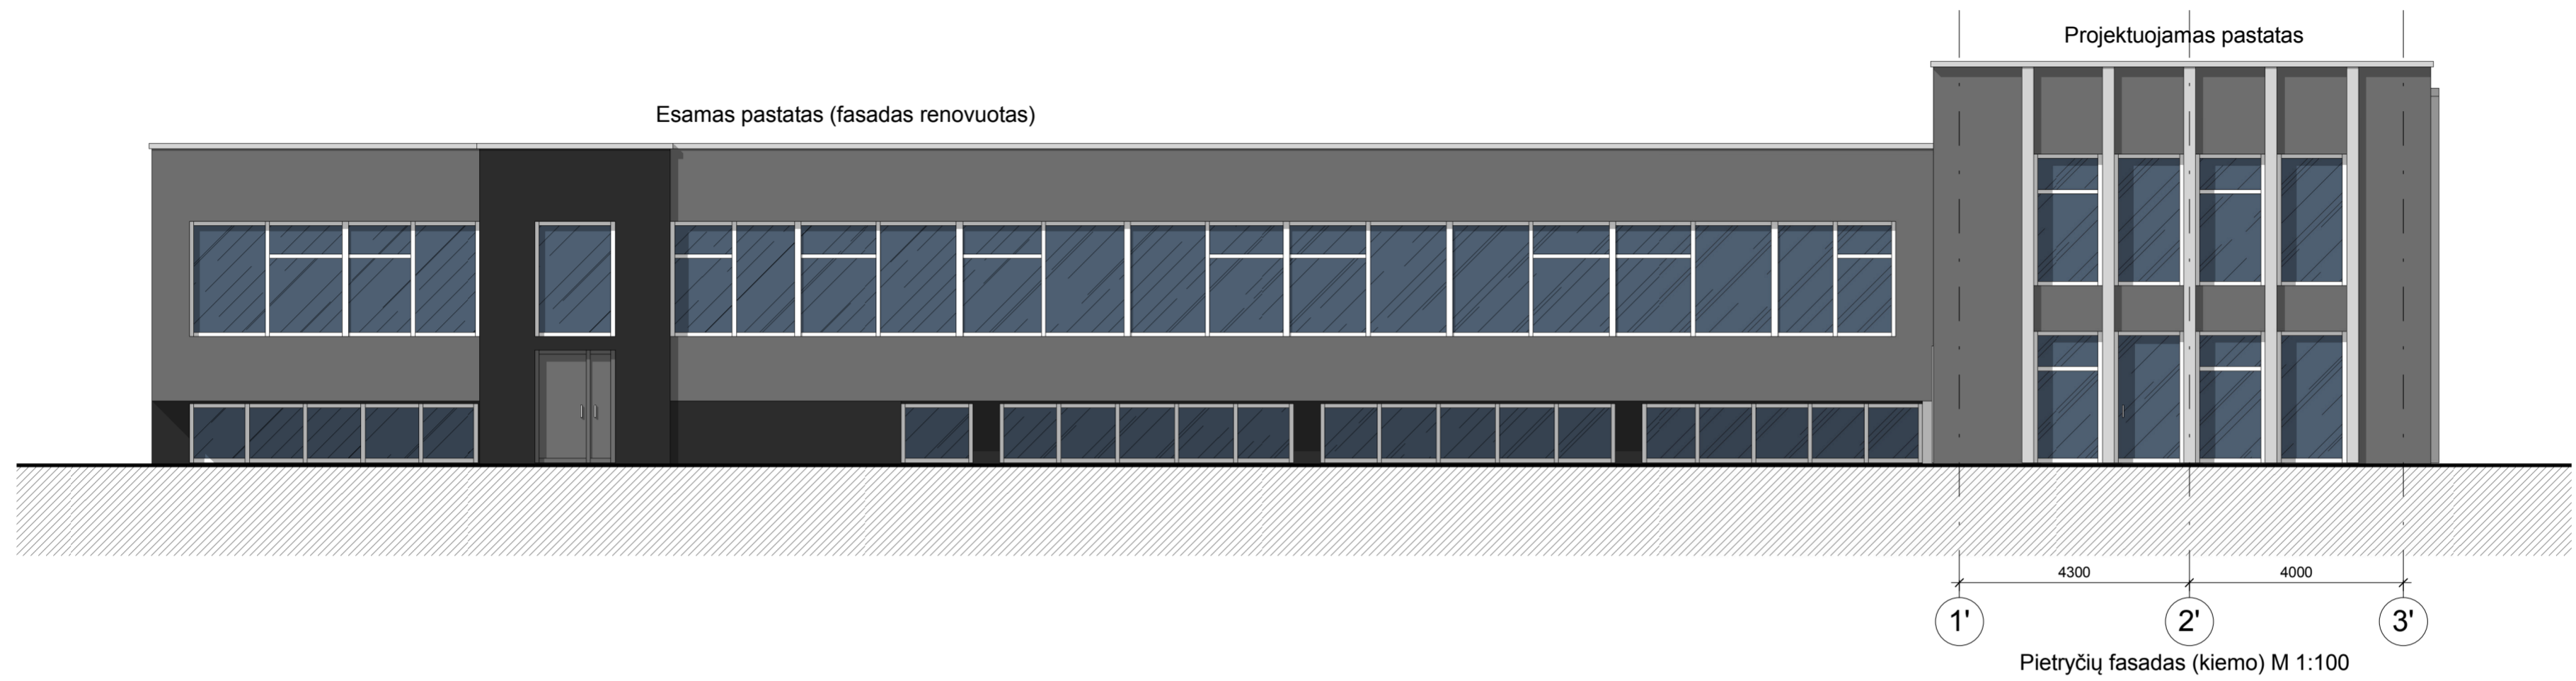 Projektuojamas pastatas
Esamas pastatas (fasadas renovuotas)
4300 4000
1' 2' 3'
Pietryčių fasadas (kiemo) M 1:100